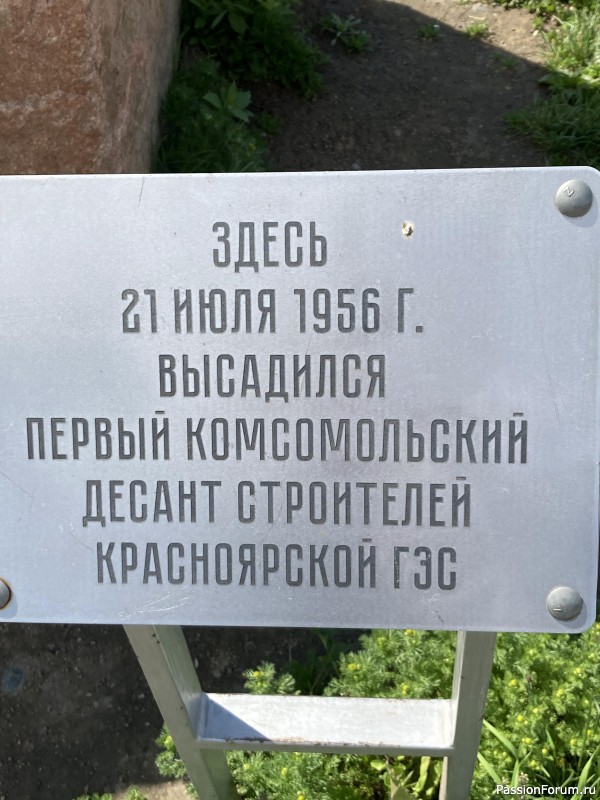 ЗДЕСЬ
21 ИЮЛЯ 1956 Г.
ВЫСАДИЛСЯ
ПЕРВЫЙ КОМСОМОЛЬСКИЙ
ДЕСАНТ СТРОИТЕЛЕЙ
КРАСНОЯРСКОЙ ГЭС
PassionForum.ru